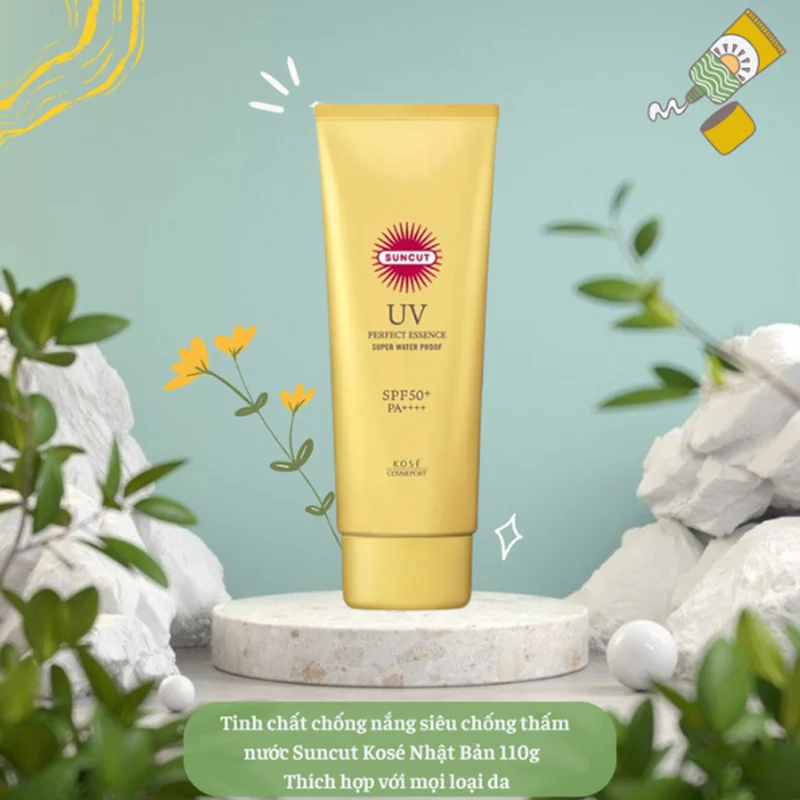 SUNCUT
UV
PERFECT ESSENCE
SUPER WATER PROOF
SPF50+
PA++++
KOSÉ
COSMEPORT
Tinh chất chống nắng siêu chống thấm
nước Suncut Kosé Nhật Bản 110g
Thích hợp với mọi loại da